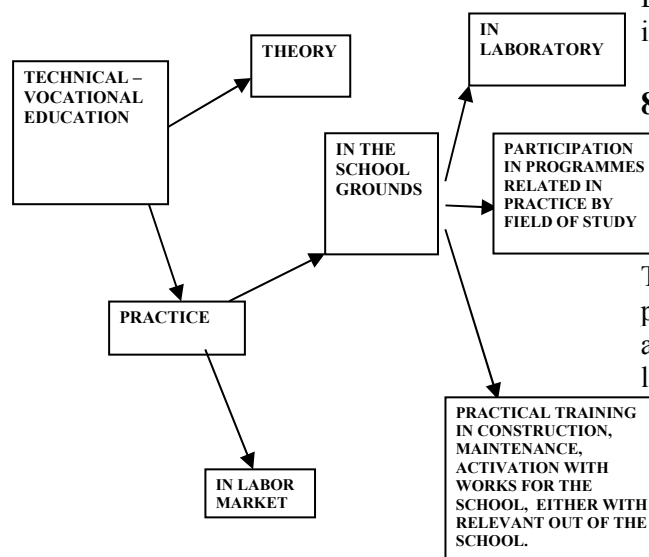 THEORY
IN
LABORATORY
TECHNICAL –
VOCATIONAL
EDUCATION
IN THE
SCHOOL
GROUNDS
PARTICIPATION
IN PROGRAMMES
RELATED IN
PRACTICE BY
FIELD OF STUDY
PRACTICE
IN LABOR
MARKET
PRACTICAL TRAINING
IN CONSTRUCTION,
MAINTENANCE,
ACTIVATION WITH
WORKS FOR THE
SCHOOL, EITHER WITH
RELEVANT OUT OF THE
SCHOOL.